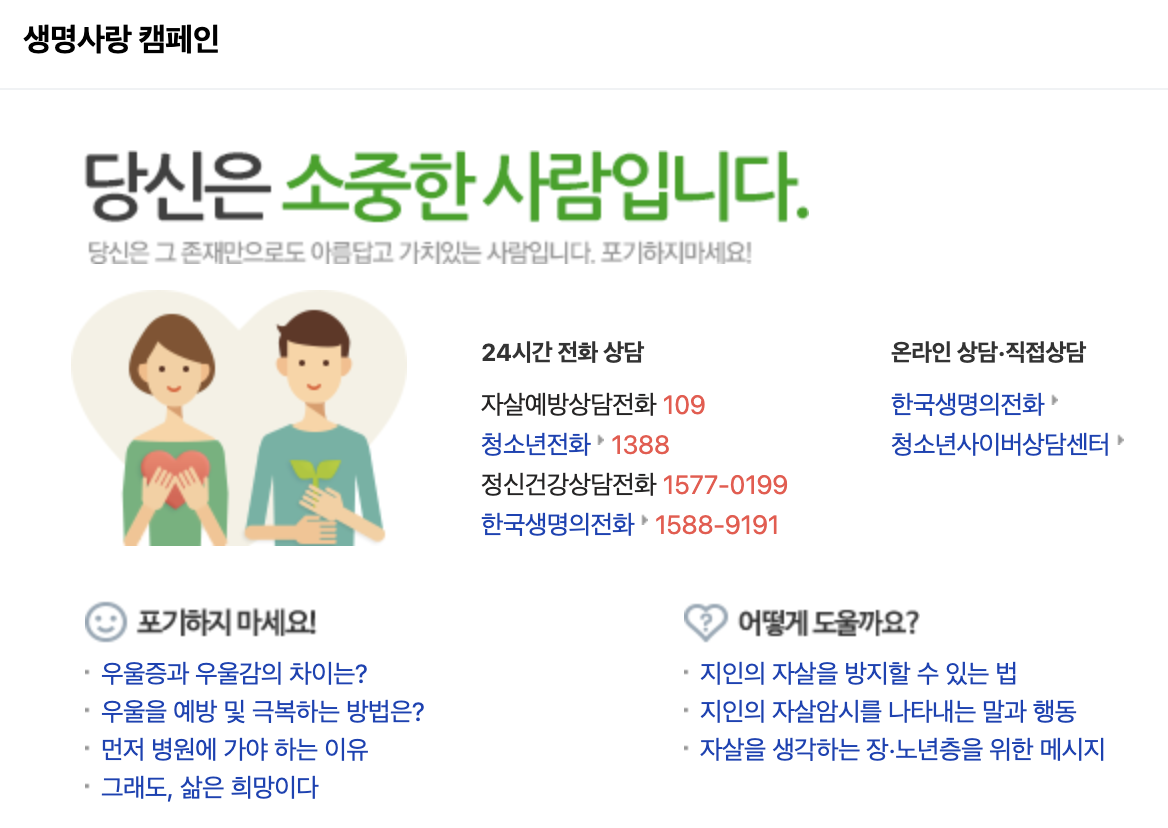 생명사랑 캠페인
당신은 소중한 사람입니다.
당신은 그 존재만으로도 아름답고 가치있는 사람입니다. 포기하지마세요!
24시간 전화 상담
자살예방상담전화 109
청소년전화 1388
정신건강상담전화 1577-0199
한국생명의전화 1588-9191
온라인 상담·직접상담
한국생명의전화
청소년사이버상담센터
포기하지 마세요!
· 우울증과 우울감의 차이는?
· 우울을 예방 및 극복하는 방법은?
· 먼저 병원에 가야 하는 이유
· 그래도, 삶은 희망이다
? 어떻게 도울까요?
· 지인의 자살을 방지할 수 있는 법
· 지인의 자살암시를 나타내는 말과 행동
· 자살을 생각하는 장·노년층을 위한 메시지